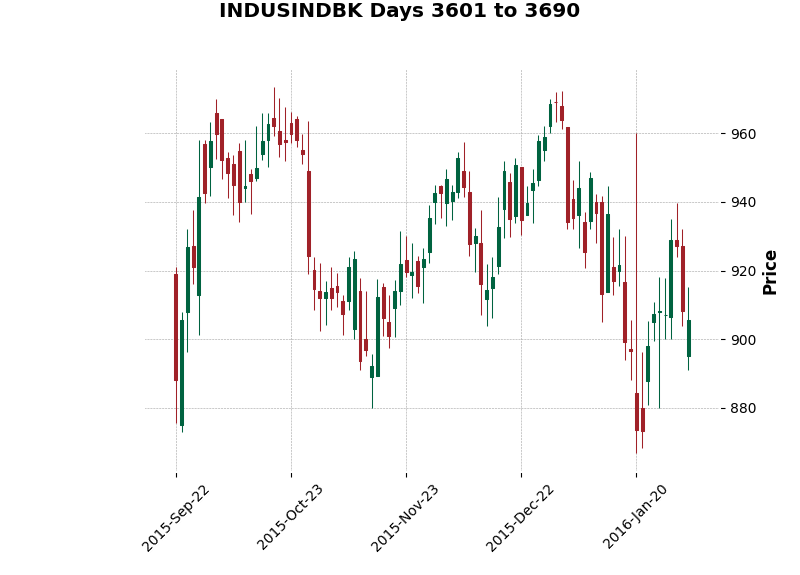 INDUSINDBK Days 3601 to 3690
960
940
920
900
880
Price
2015-Sep-22
2015-Oct-23
2015-Nov-23
2015-Dec-22
2016-Jan-20